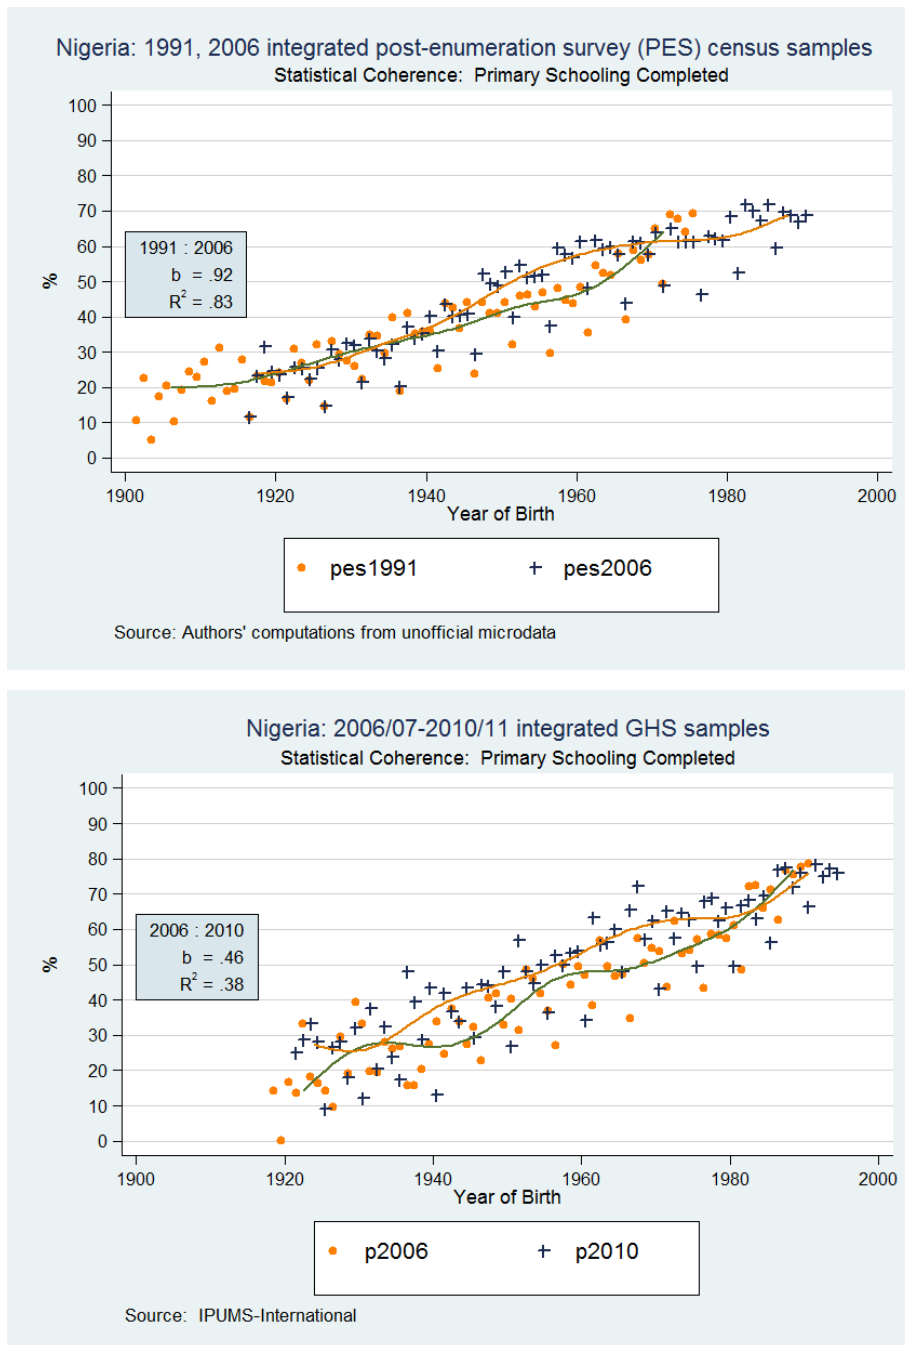 Nigeria: 1991, 2006 integrated post-enumeration survey (PES) census samples
Statistical Coherence:  Primary Schooling Completed
100
90
80
70
60
50
40
30
20
10
0
%
1991 : 2006
b = .92
R² = .83
1900 1920 1940 1960 1980 2000
Year of Birth
pes1991 pes2006
Source: Authors' computations from unofficial microdata
Nigeria: 2006/07-2010/11 integrated GHS samples
Statistical Coherence:  Primary Schooling Completed
100
90
80
70
60
50
40
30
20
10
0
%
2006 : 2010
b = .46
R² = .38
1900 1920 1940 1960 1980 2000
Year of Birth
p2006 p2010
Source:  IPUMS-International